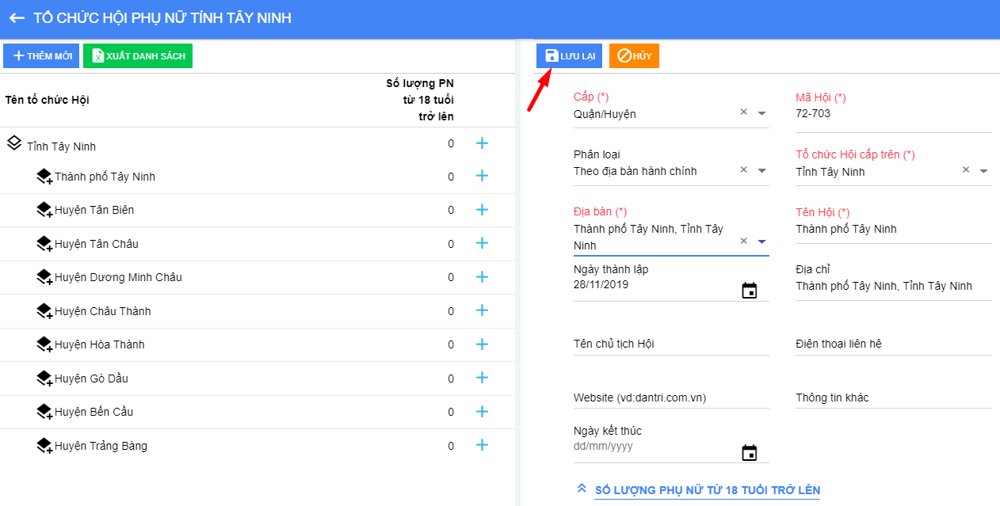 TỔ CHỨC HỘI PHỤ NỮ TỈNH TÂY NINH
THÊM MỚI
XUẤT DANH SÁCH
Tên tổ chức Hội
Số lượng PN
từ 18 tuổi
trở lên
Tỉnh Tây Ninh 0
Thành phố Tây Ninh 0
Huyện Tân Biên 0
Huyện Tân Châu 0
Huyện Dương Minh Châu 0
Huyện Châu Thành 0
Huyện Hòa Thành 0
Huyện Gò Dầu 0
Huyện Bến Cầu 0
Huyện Trảng Bàng 0
LƯU LẠI
HỦY
Cấp (*)
Quận/Huyện
Mã Hội (*)
72-703
Phân loại
Theo địa bàn hành chính
Tổ chức Hội cấp trên (*)
Tỉnh Tây Ninh
Địa bàn (*)
Thành phố Tây Ninh, Tỉnh Tây
Ninh
Tên Hội (*)
Thành phố Tây Ninh
Ngày thành lập
28/11/2019
Địa chỉ
Thành phố Tây Ninh, Tỉnh Tây Ninh
Tên chủ tịch Hội
Điện thoại liên hệ
Website (vd:dantri.com.vn)
Thông tin khác
Ngày kết thúc
dd/mm/yyyy
SỐ LƯỢNG PHỤ NỮ TỪ 18 TUỔI TRỞ LÊN